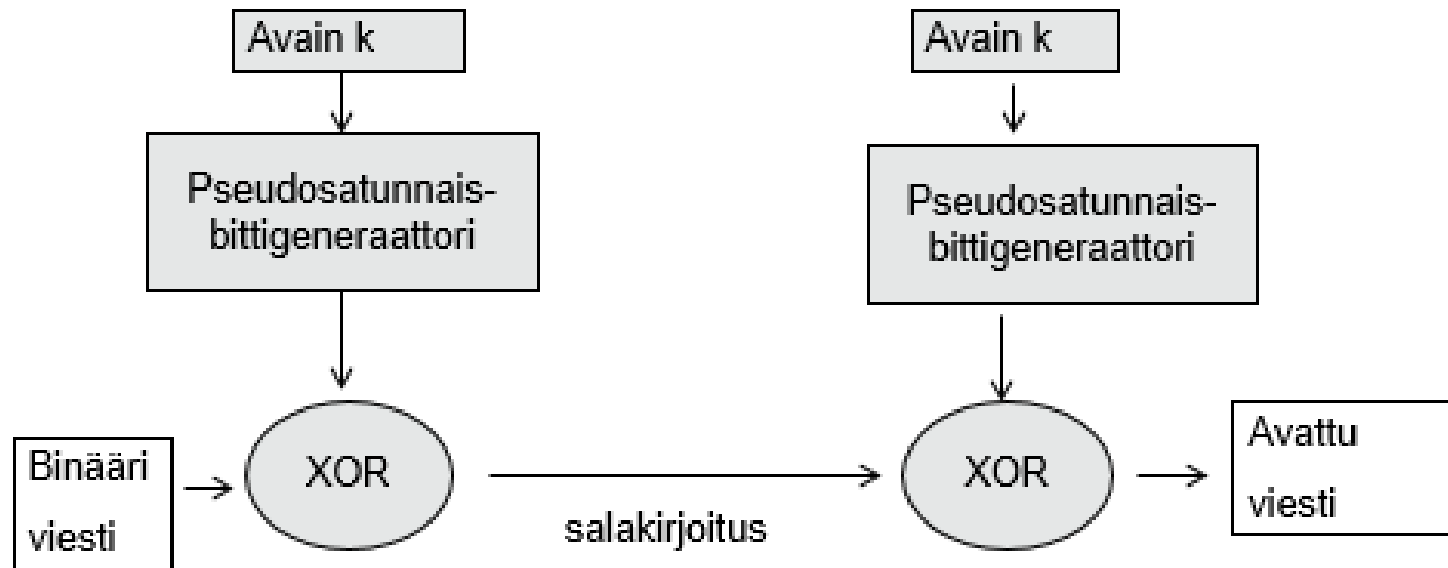 Avain k
Avain k
Pseudosatunnais-
bittigeneraattori
Pseudosatunnais-
bittigeneraattori
Binääri
viesti
XOR
salakirjoitus
XOR
Avattu
viesti